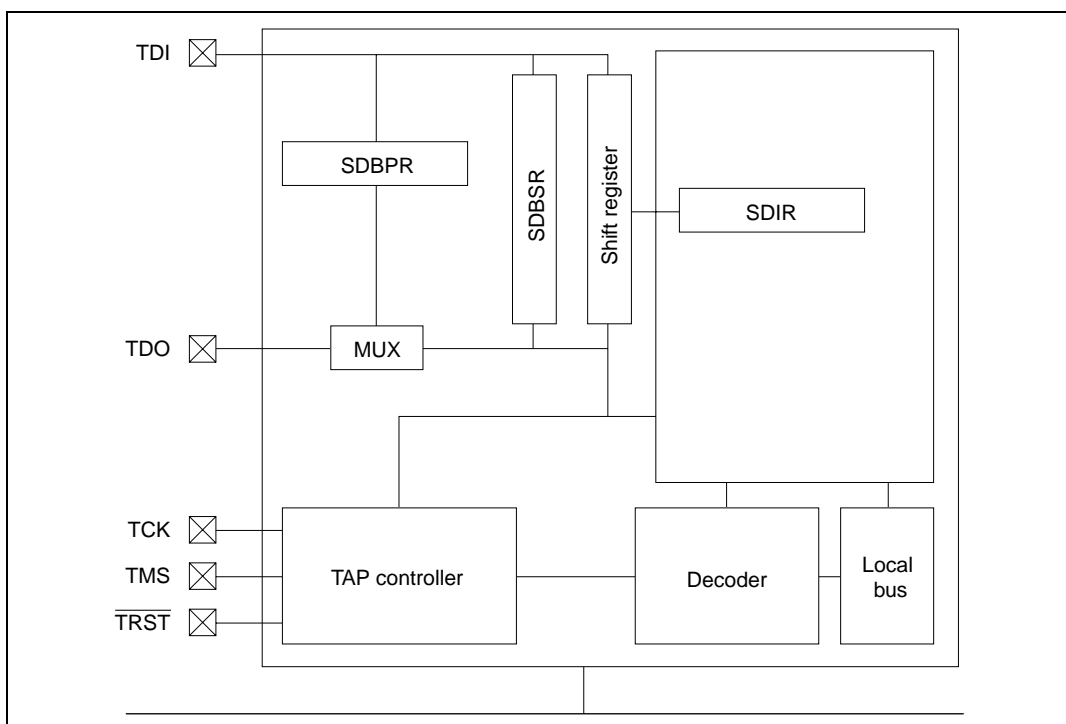 TDI
SDBPR
SDBSR
Shift register
SDIR
TDO
MUX
TCK
TMS
TRST
TAP controller
Decoder
Local
bus